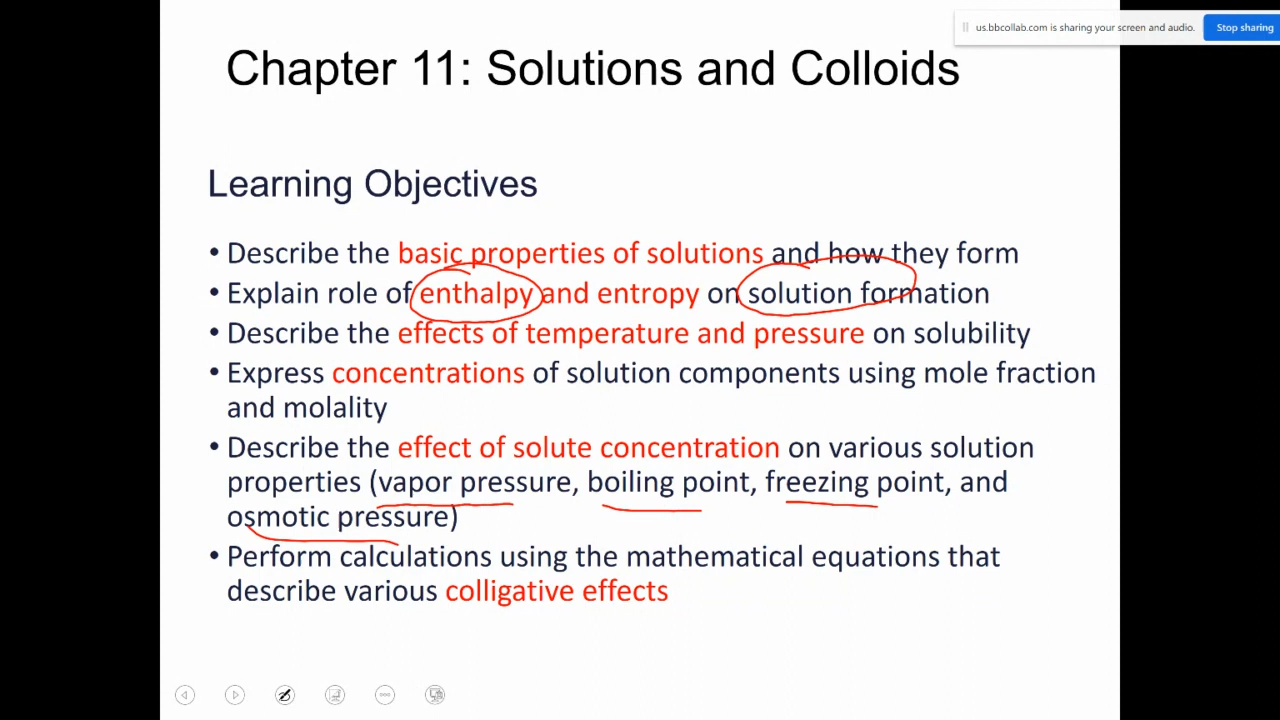 us.bbcollab.com is sharing your screen and audio.
Stop sharing
Chapter 11: Solutions and Colloids
Learning Objectives
• Describe the basic properties of solutions and how they form
• Explain role of enthalpy and entropy on solution formation
• Describe the effects of temperature and pressure on solubility
• Express concentrations of solution components using mole fraction
and molality
• Describe the effect of solute concentration on various solution
properties (vapor pressure, boiling point, freezing point, and
osmotic pressure)
• Perform calculations using the mathematical equations that
describe various colligative effects